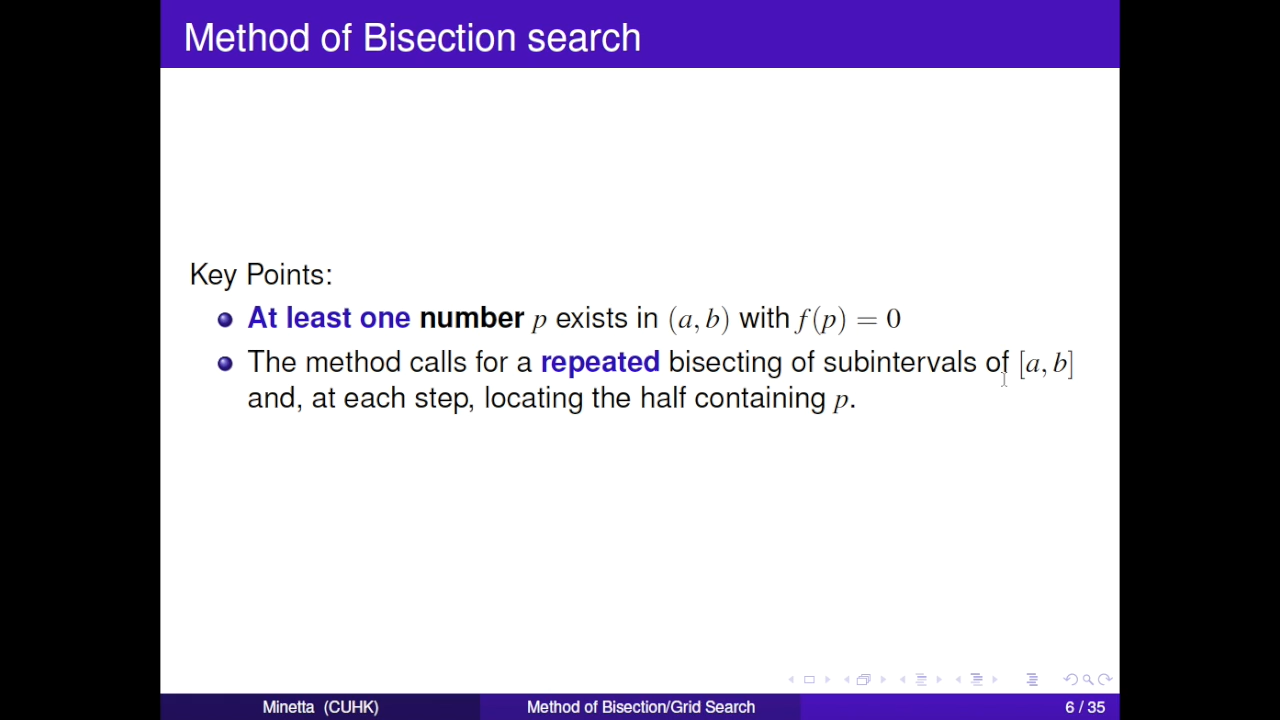 Method of Bisection search
Key Points:
At least one number p exists in (a, b) with f(p) = 0
The method calls for a repeated bisecting of subintervals of [a, b]
and, at each step, locating the half containing p.
Minetta (CUHK)
Method of Bisection/Grid Search
6 / 35